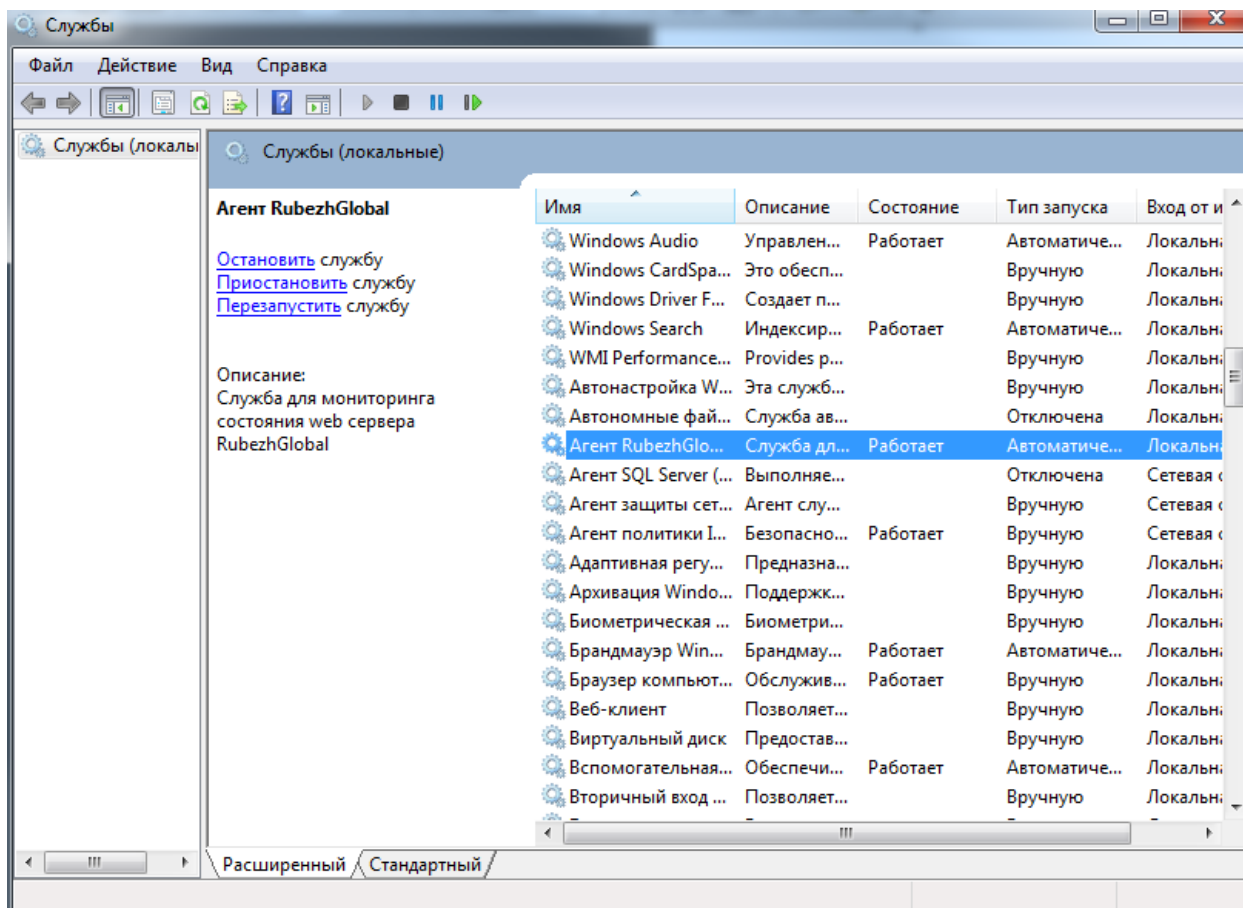 Службы
Файл Действие Вид Справка
Службы (локалы
Службы (локальные)
Агент RubezhGlobal
Остановить службу
Приостановить службу
Перезапустить службу
Описание:
Служба для мониторинга
состояния web сервера
RubezhGlobal
Имя Описание Состояние Тип запуска Вход от и
Windows Audio Управлен... Работает Автоматиче... Локальна
Windows CardSpa... Это обесп... Вручную Локальна
Windows Driver F... Создает п... Вручную Локальна
Windows Search Индексир... Работает Автоматиче... Локальна
WMI Performance... Provides p... Вручную Локальна
Автонастройка W... Эта служб... Вручную Локальна
Автономные фай... Служба ав... Отключена Локальна
Агент RubezhGlo... Служба дл... Работает Автоматиче... Локальна
Агент SQL Server (... Выполняе... Отключена Сетевая с
Агент защиты сет... Агент слу... Вручную Сетевая с
Агент политики I... Безопасно... Работает Вручную Сетевая с
Адаптивная регу... Предназна... Вручную Локальна
Архивация Windo... Поддержк... Вручную Локальна
Биометрическая ... Биометри... Вручную Локальна
Брандмауэр Win... Брандмау... Работает Автоматиче... Локальна
Браузер компьют... Обслужив... Работает Вручную Локальна
Веб-клиент Позволяет... Вручную Локальна
Виртуальный диск Предостав... Вручную Локальна
Вспомогательная... Обеспечи... Работает Автоматиче... Локальна
Вторичный вход ... Позволяет... Вручную Локальна
Расширенный Стандартный